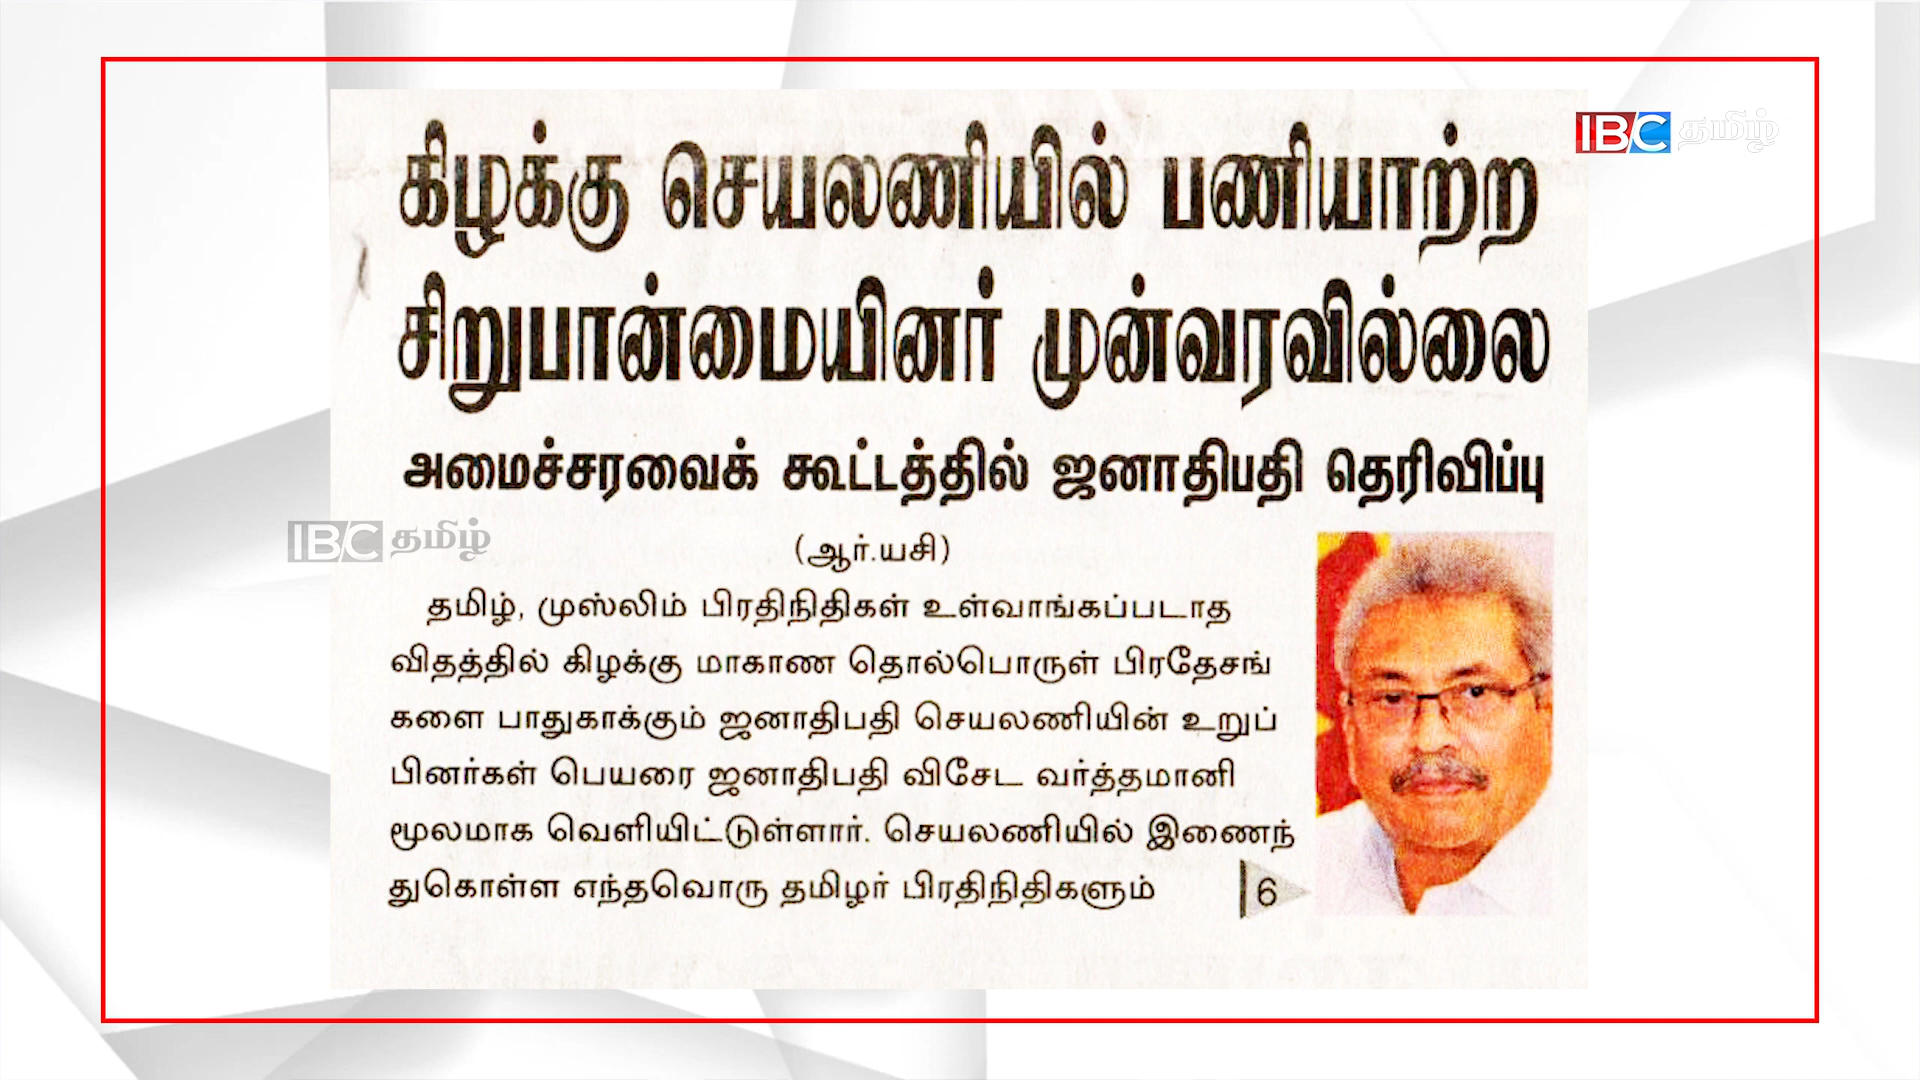 IBC தமிழ்
கிழக்கு செயலணியில் பணியாற்ற
சிறுபான்மையினர் முன்வரவில்லை
அமைச்சரவைக் கூட்டத்தில் ஜனாதிபதி தெரிவிப்பு
IBC தமிழ்
(ஆர்.யசி)
தமிழ், முஸ்லிம் பிரதிநிதிகள் உள்வாங்கப்படாத
விதத்தில் கிழக்கு மாகாண தொல்பொருள் பிரதேசங்
களை பாதுகாக்கும் ஜனாதிபதி செயலணியின் உறுப்
பினர்கள் பெயரை ஜனாதிபதி விசேட வர்த்தமானி
மூலமாக வெளியிட்டுள்ளார். செயலணியில் இணைந்
துகொள்ள எந்தவொரு தமிழர் பிரதிநிதிகளும்
6